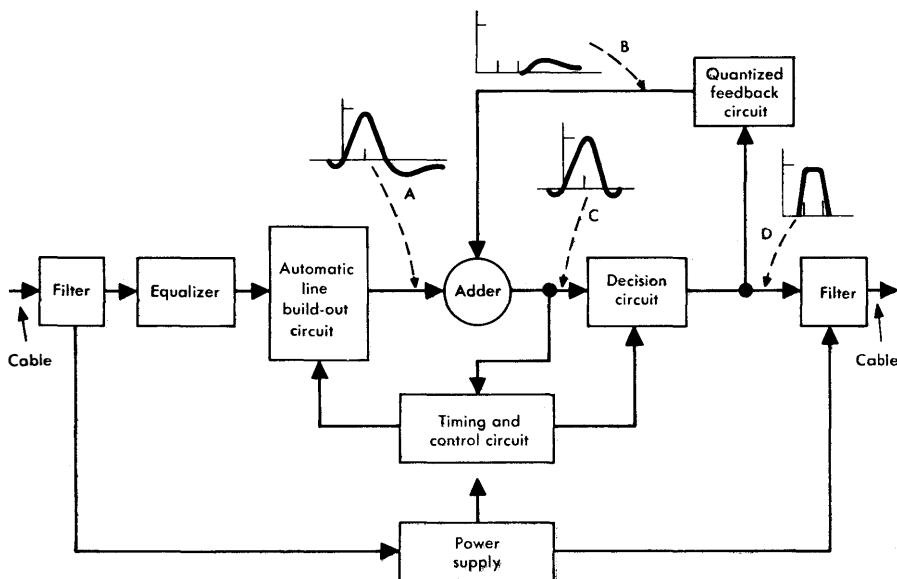 B
Quantized
feedback
circuit
A
C
D
Filter
Equalizer
Automatic
line
build-out
circuit
Adder
Decision
circuit
Filter
Cable
Cable
Timing and
control circuit
Power
supply